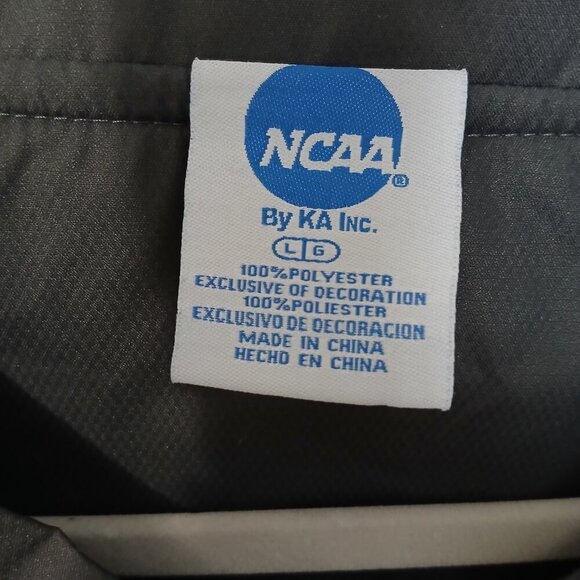 NCAA®
By KA Inc.
L G
100% POLYESTER
EXCLUSIVE OF DECORATION
100% POLIESTER
EXCLUSIVO DE DECORACION
MADE IN CHINA
HECHO EN CHINA